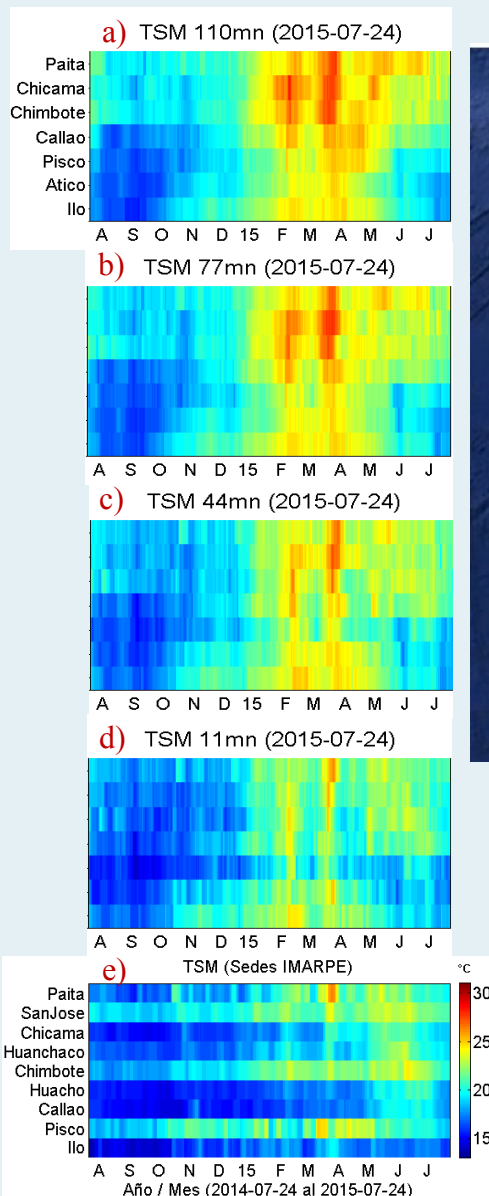 a) TSM 110mn (2015-07-24)
Paita
Chicama
Chimbote
Callao
Pisco
Atico
Ilo
A S O N D 15 F M A M J J
b) TSM 77mn (2015-07-24)
A S O N D 15 F M A M J J
c) TSM 44mn (2015-07-24)
A S O N D 15 F M A M J J
d) TSM 11mn (2015-07-24)
A S O N D 15 F M A M J J
e) TSM (Sedes IMARPE)
°C
Paita
SanJose
Chicama
Huanchaco
Chimbote
Huacho
Callao
Pisco
Ilo
30
25
20
15
A S O N D 15 F M A M J J
Año / Mes (2014-07-24 al 2015-07-24)